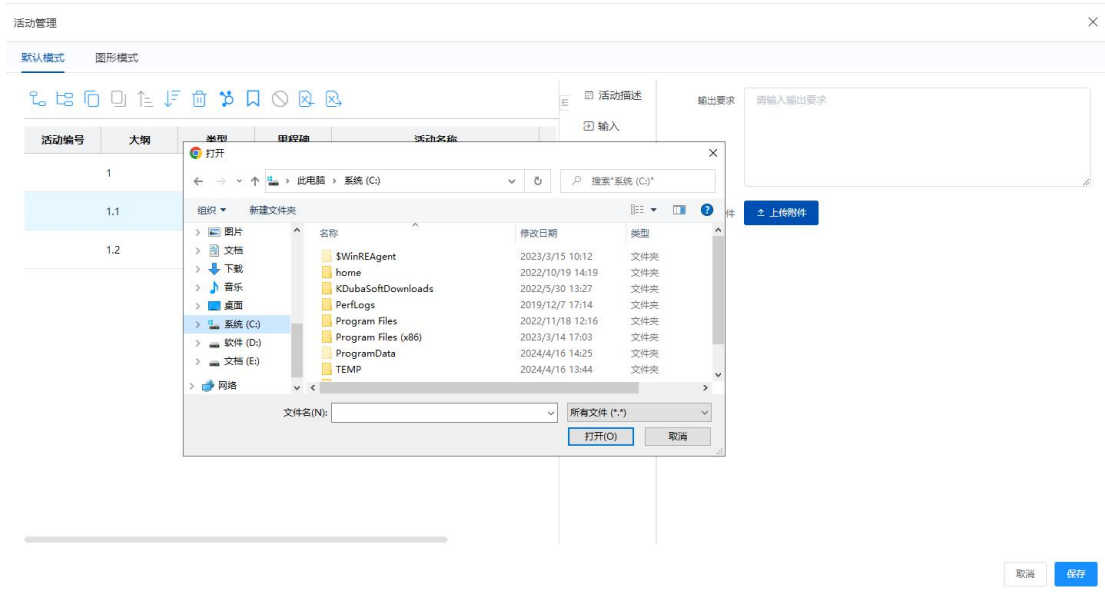 活动管理
默认模式 图形模式
活动描述
输出要求 请输入输出要求
输入
活动编号 大纲 类型 里程碑 活动名称
打开
1
此电脑 › 系统 (C:) 搜索"系统 (C:)"
组织 新建文件夹
件 上传附件
1.1
1.2
图片
文档
下载
音乐
桌面
系统 (C:)
软件 (D:)
文档 (E:)
网络
名称 修改日期 类型
$WinREAgent 2023/3/15 10:12 文件夹
home 2022/10/19 14:19 文件夹
KDubaSoftDownloads 2022/5/30 13:27 文件夹
PerfLogs 2019/12/7 17:14 文件夹
Program Files 2022/11/18 12:16 文件夹
Program Files (x86) 2023/3/14 17:03 文件夹
ProgramData 2024/4/16 14:25 文件夹
TEMP 2024/4/16 13:44 文件夹
文件名(N): 所有文件 (*.*)
打开(O) 取消
取消 保存